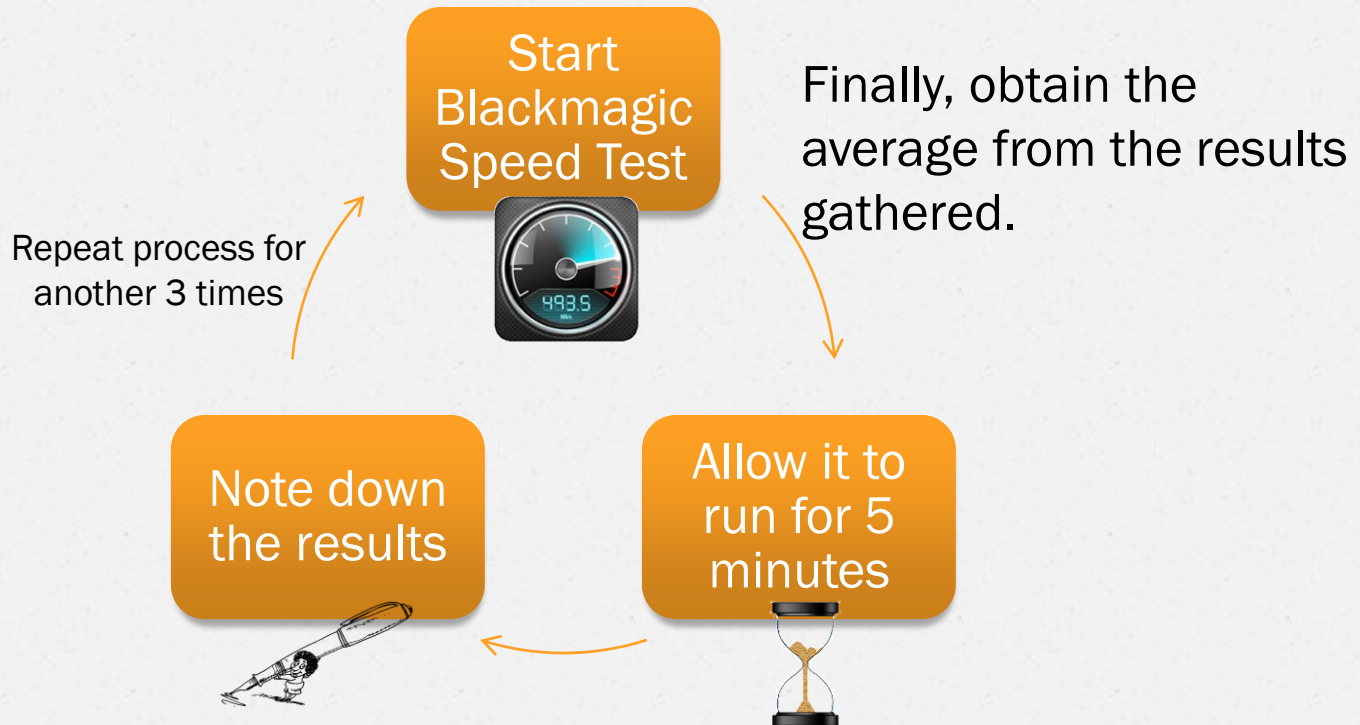 Start
Blackmagic
Speed Test
Finally, obtain the
average from the results
gathered.
Repeat process for
another 3 times
493.5
Note down
the results
Allow it to
run for 5
minutes